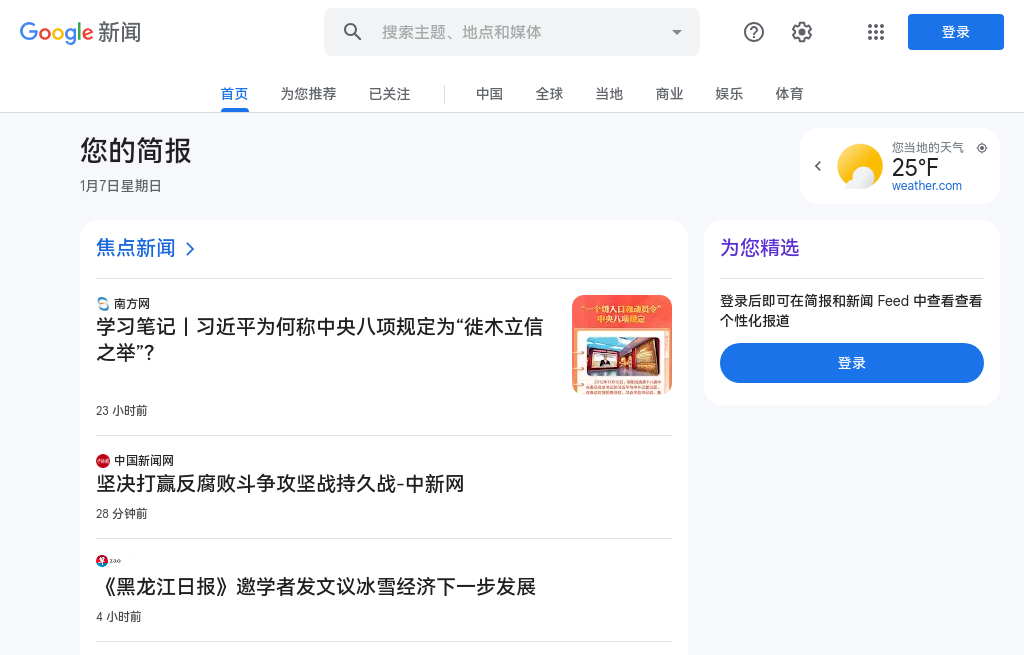 Google 新闻
搜索主题、地点和媒体
登录
首页
为您推荐
已关注
中国
全球
当地
商业
娱乐
体育
您的简报
1月7日星期日
您当地的天气
25°F
weather.com
焦点新闻
南方网
学习笔记丨习近平为何称中央八项规定为“徙木立信
之举”？
“一个切入口和动员令”
中央八项规定
23 小时前
中国新闻网
坚决打赢反腐败斗争攻坚战持久战-中新网
28 分钟前
《黑龙江日报》邀学者发文议冰雪经济下一步发展
4 小时前
为您精选
登录后即可在简报和新闻 Feed 中查看查看
个性化报道
登录